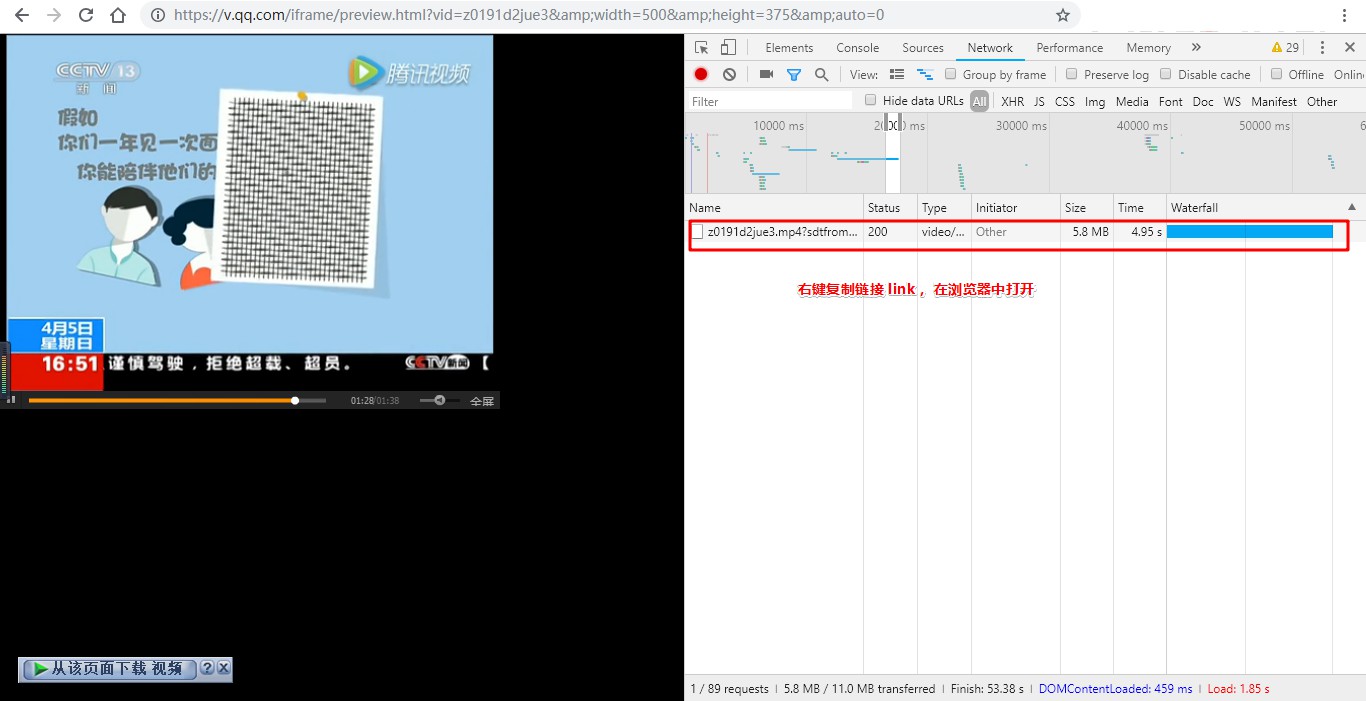 https://v.qq.com/iframe/preview.html?vid=z0191d2jue3&amp;width=500&amp;height=375&amp;auto=0
CCTV 13
新 闻
腾讯视频
假如
你们一年见一次面
你能陪伴他们的
4月5日
星期日
16:51
谨慎驾驶，拒绝超载、超员。
CCTV新闻 【
01:28/01:38
全屏
从该页面下载 视频 ? X
Elements Console Sources Network Performance Memory » 29
View: Group by frame Preserve log Disable cache Offline Onlin
Filter Hide data URLs All XHR JS CSS Img Media Font Doc WS Manifest Other
10000 ms 20000 ms 30000 ms 40000 ms 50000 ms 6
Name Status Type Initiator Size Time Waterfall
z0191d2jue3.mp4?sdtfrom... 200 video/... Other 5.8 MB 4.95 s
右键复制链接 link ，在浏览器中打开
1 / 89 requests | 5.8 MB / 11.0 MB transferred | Finish: 53.38 s | DOMContentLoaded: 459 ms | Load: 1.85 s